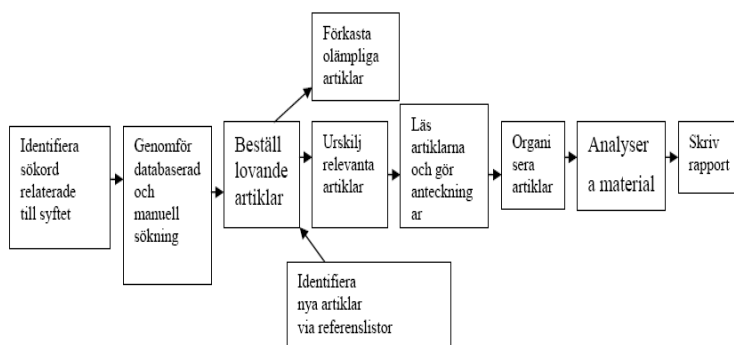 Förkasta
olämpliga
artiklar
Identifiera
sökord
relaterade
till syftet
Genomför
databaserad
och
manuell
sökning
Beställ
lovande
artiklar
Urskilj
relevanta
artiklar
Läs
artiklarna
och gör
anteckning
ar
Organi
sera
artiklar
Analyser
a material
Skriv
rapport
Identifiera
nya artiklar
via referenslistor